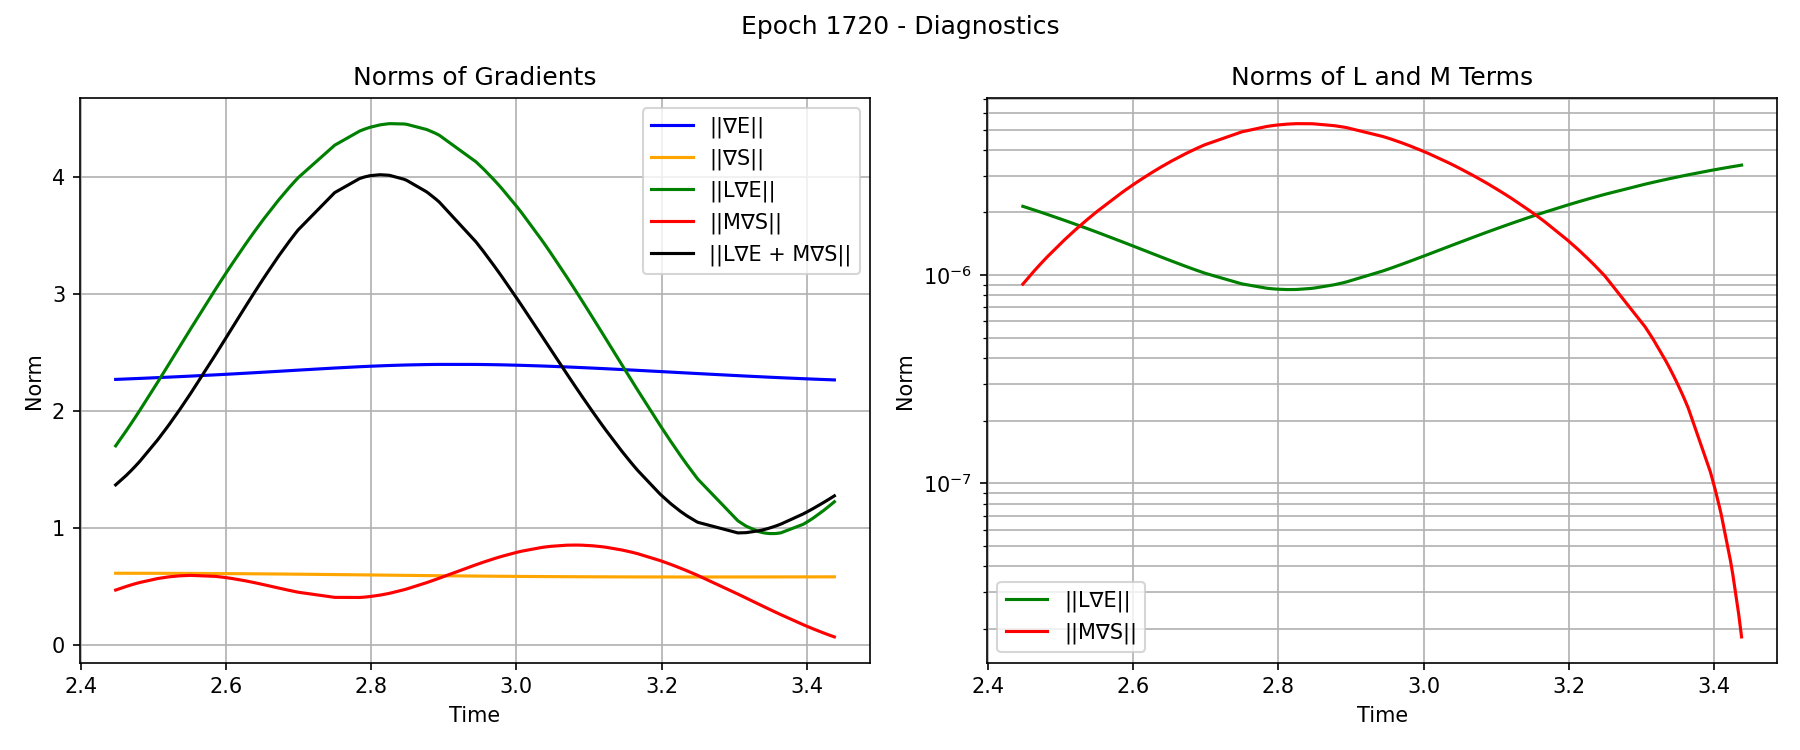 Epoch 1720 - Diagnostics
Norms of Gradients
Norm
4
3
2
1
0
2.4 2.6 2.8 3.0 3.2 3.4
Time
||∇E||
||∇S||
||L∇E||
||M∇S||
||L∇E + M∇S||
Norms of L and M Terms
Norm
10⁻⁶
10⁻⁷
2.4 2.6 2.8 3.0 3.2 3.4
Time
||L∇E||
||M∇S||